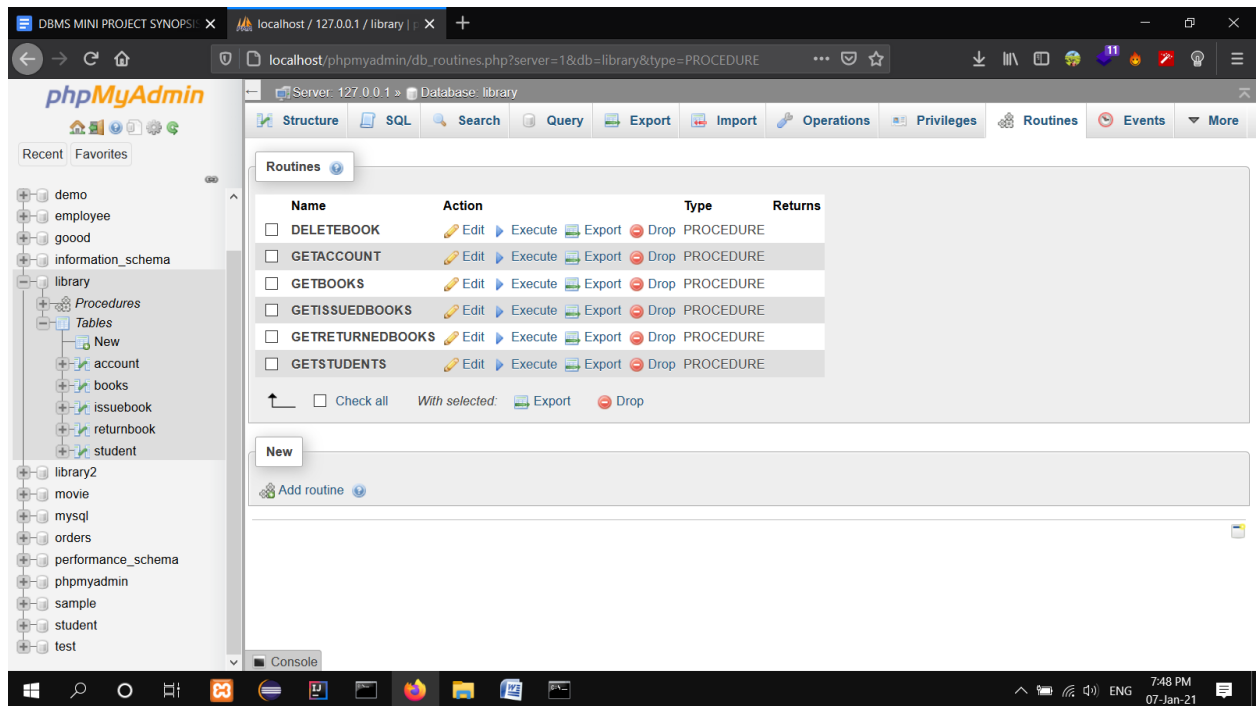 DBMS MINI PROJECT SYNOPSI
localhost / 127.0.0.1 / library | p
localhost/phpmyadmin/db_routines.php?server=1&db=library&type=PROCEDURE
11
phpMyAdmin
Recent Favorites
demo
employee
goood
information_schema
library
Procedures
Tables
New
account
books
issuebook
returnbook
student
library2
movie
mysql
orders
performance_schema
phpmyadmin
sample
student
test
Server: 127.0.0.1 » Database: library
Structure SQL Search Query Export Import Operations Privileges Routines Events More
Routines
Name Action Type Returns
DELETEBOOK Edit Execute Export Drop PROCEDURE
GETACCOUNT Edit Execute Export Drop PROCEDURE
GETBOOKS Edit Execute Export Drop PROCEDURE
GETISSUEDBOOKS Edit Execute Export Drop PROCEDURE
GETRETURNEDBOOKS Edit Execute Export Drop PROCEDURE
GETSTUDENTS Edit Execute Export Drop PROCEDURE
Check all With selected: Export Drop
New
Add routine
Console
ENG
7:48 PM
07-Jan-21